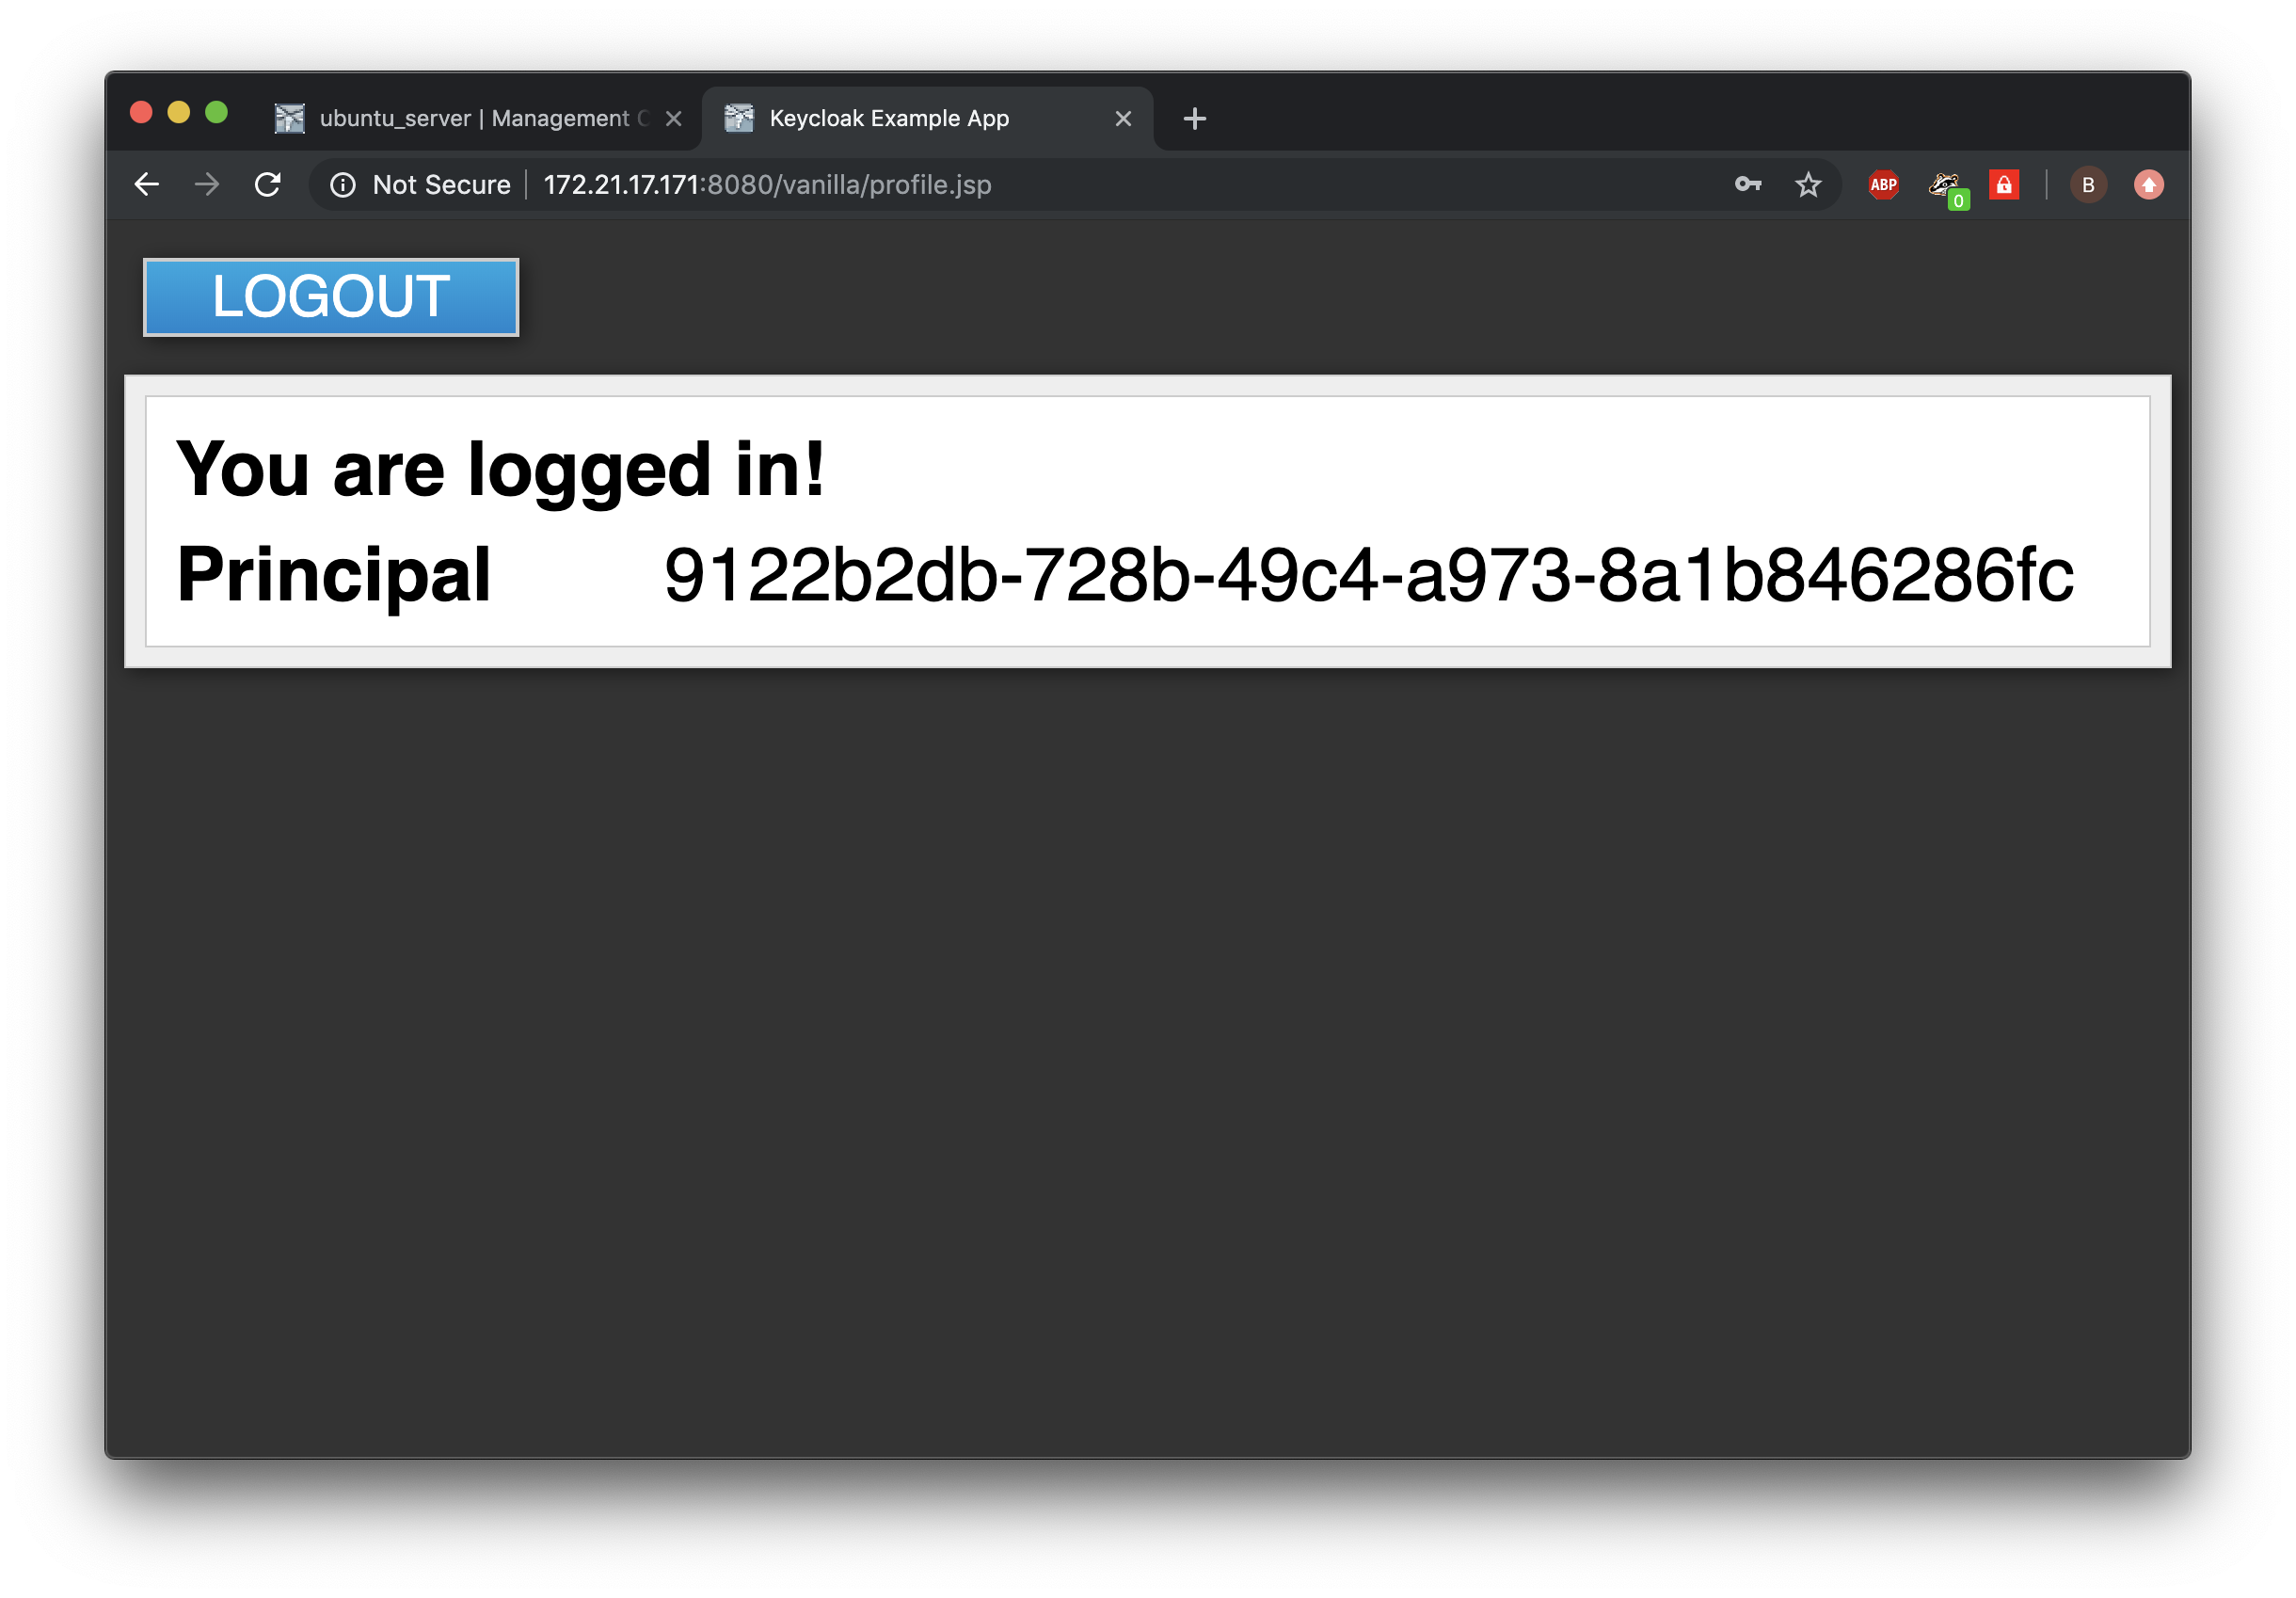 ubuntu_server | Management C
Keycloak Example App
Not Secure
172.21.17.171:8080/vanilla/profile.jsp
ABP
0
B
LOGOUT
You are logged in!
Principal 9122b2db-728b-49c4-a973-8a1b846286fc